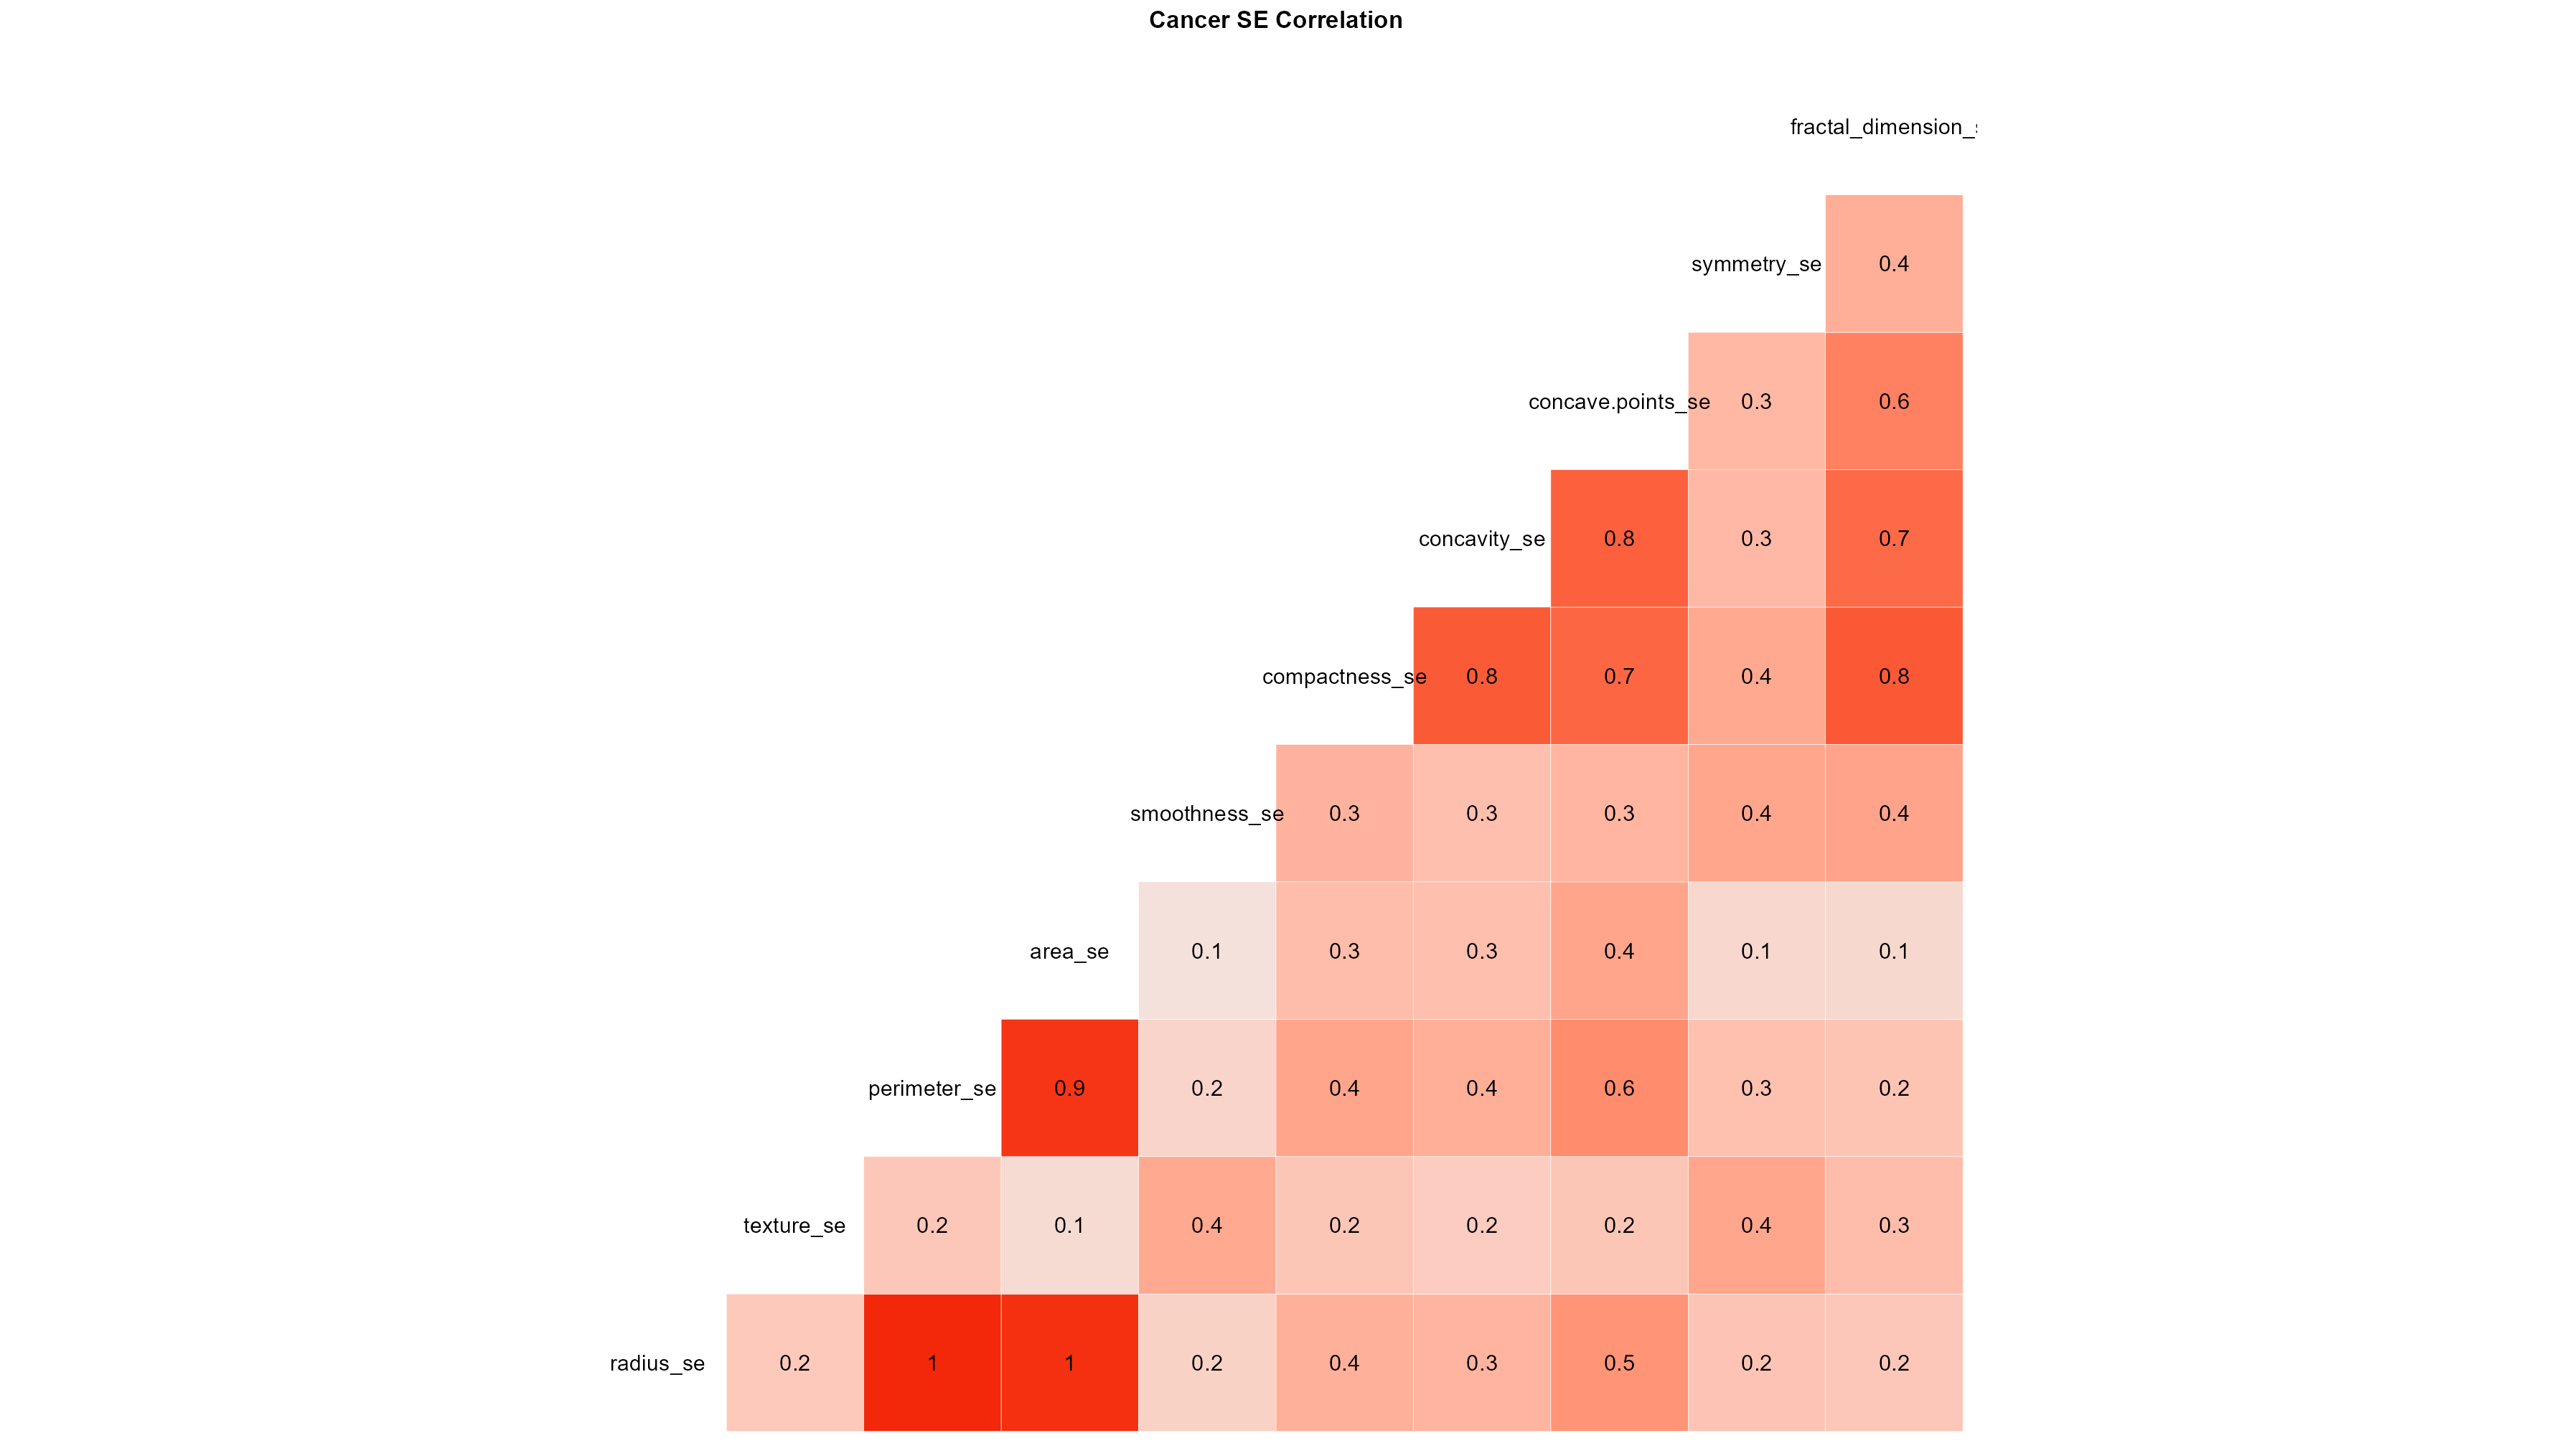 Cancer SE Correlation
fractal_dimension_
symmetry_se 0.4
concave.points_se 0.3 0.6
concavity_se 0.8 0.3 0.7
compactness_se 0.8 0.7 0.4 0.8
smoothness_se 0.3 0.3 0.3 0.4 0.4
area_se 0.1 0.3 0.3 0.4 0.1 0.1
perimeter_se 0.9 0.2 0.4 0.4 0.6 0.3 0.2
texture_se 0.2 0.1 0.4 0.2 0.2 0.2 0.4 0.3
radius_se 0.2 1 1 0.2 0.4 0.3 0.5 0.2 0.2